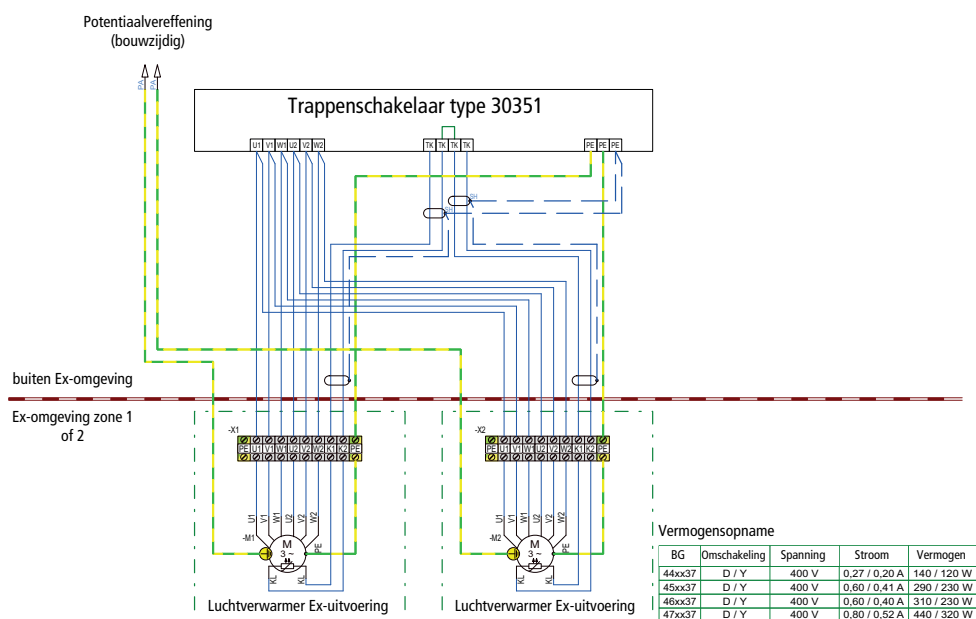 Potentiaalvereffening
(bouwzijdig)
PA PA
Trappenschakelaar type 30351
U1 V1 W1 U2 V2 W2 TK TK TK TK PE PE PE
SH SH
buiten Ex-omgeving
Ex-omgeving zone 1
of 2
-X1 -X2
PE U1 V1 W1 U2 V2 W2 K1 K2 PE PE U1 V1 W1 U2 V2 W2 K1 K2 PE
U1 V1 W1 U2 V2 W2 U1 V1 W1 U2 V2 W2
-M1 M 3 ~ PE -M2 M 3 ~ PE
KL KL KL KL
Luchtverwarmer Ex-uitvoering Luchtverwarmer Ex-uitvoering
Vermogensopname
BG Omschakeling Spanning Stroom Vermogen
44xx37 D / Y 400 V 0,27 / 0,20 A 140 / 120 W
45xx37 D / Y 400 V 0,60 / 0,41 A 290 / 230 W
46xx37 D / Y 400 V 0,60 / 0,40 A 310 / 230 W
47xx37 D / Y 400 V 0,80 / 0,52 A 440 / 320 W